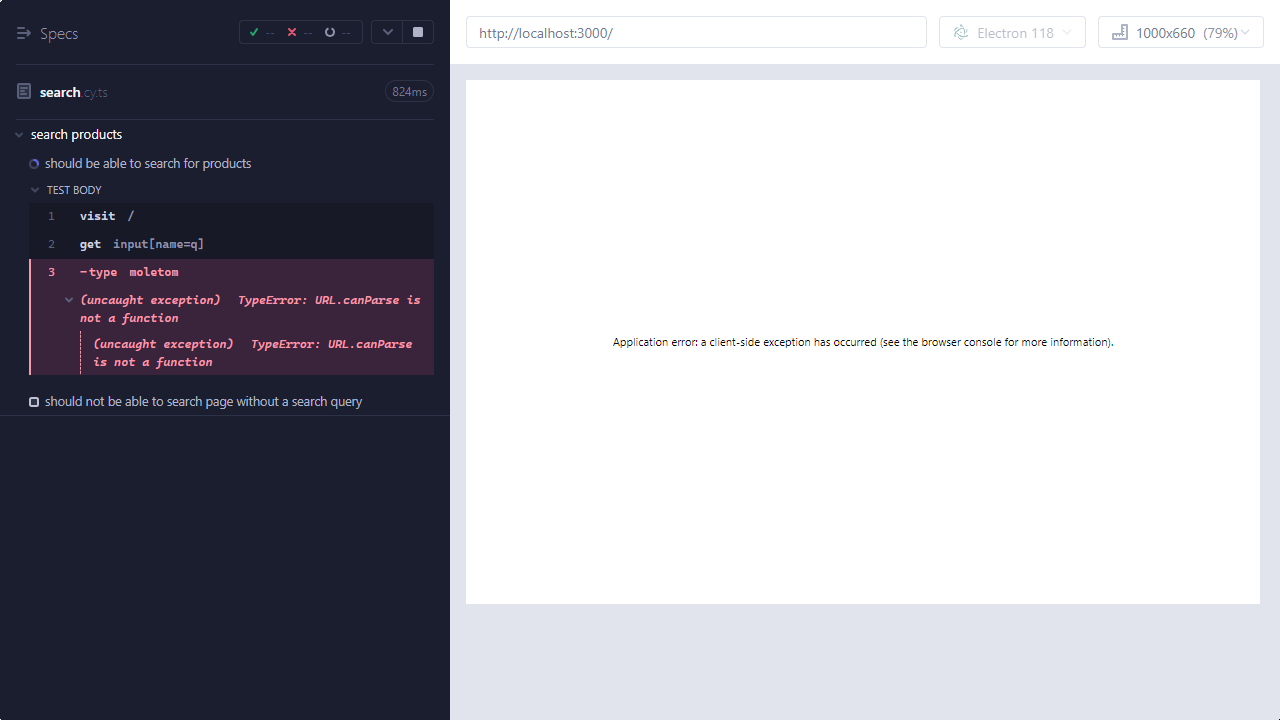 Specs
--
--
--
search.cy.ts
824ms
search products
should be able to search for products
TEST BODY
1 visit /
2 get input[name=q]
3 -type moletom
(uncaught exception) TypeError: URL.canParse is
not a function
(uncaught exception) TypeError: URL.canParse
is not a function
should not be able to search page without a search query
http://localhost:3000/
Electron 118
1000x660 (79%)
Application error: a client-side exception has occurred (see the browser console for more information).